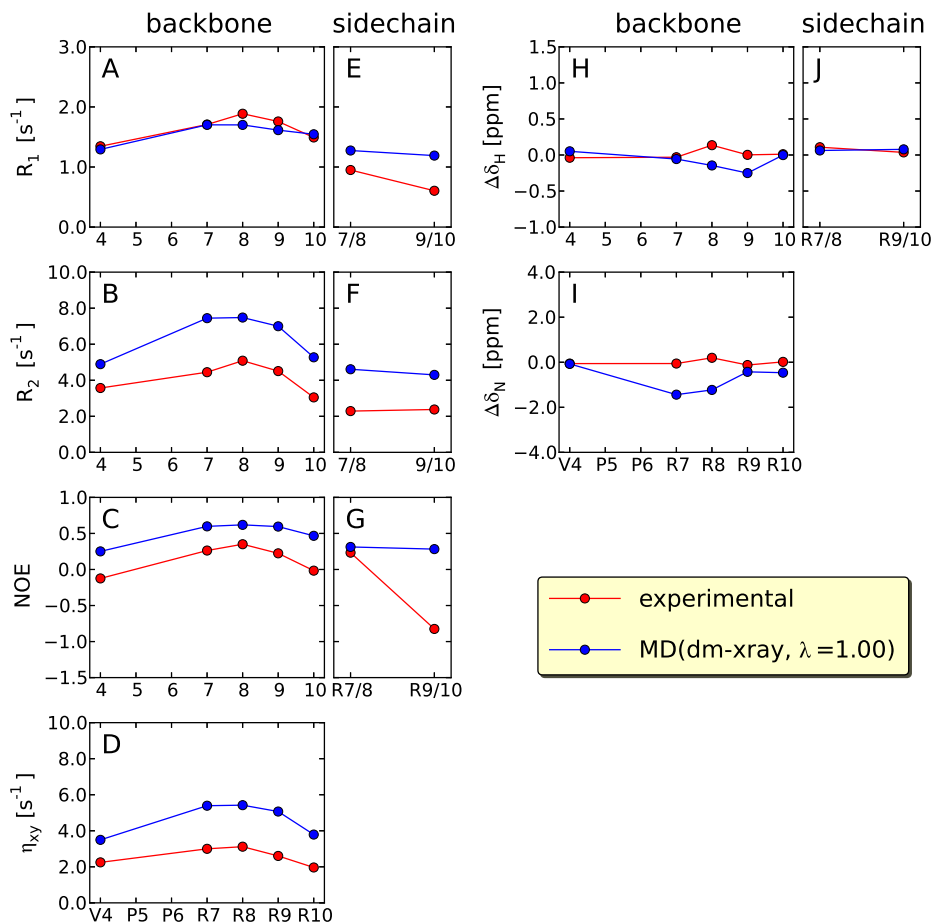 backbone
sidechain
backbone
sidechain
A
R1 [s-1]
3.0
2.0
1.0
0.0
4 5 6 7 8 9 10
E
7/8 9/10
H
ΔδH [ppm]
1.5
1.0
0.5
0.0
−0.5
−1.0
4 5 6 7 8 9 10
J
R7/8 R9/10
B
R2 [s-1]
10.0
8.0
6.0
4.0
2.0
0.0
4 5 6 7 8 9 10
F
7/8 9/10
I
ΔδN [ppm]
4.0
2.0
0.0
−2.0
−4.0
V4 P5 P6 R7 R8 R9 R10
C
NOE
1.0
0.5
0.0
−0.5
−1.0
−1.5
4 5 6 7 8 9 10
G
R7/8 R9/10
experimental
MD(dm-xray, λ=1.00)
D
ηxy [s-1]
10.0
8.0
6.0
4.0
2.0
0.0
V4 P5 P6 R7 R8 R9 R10